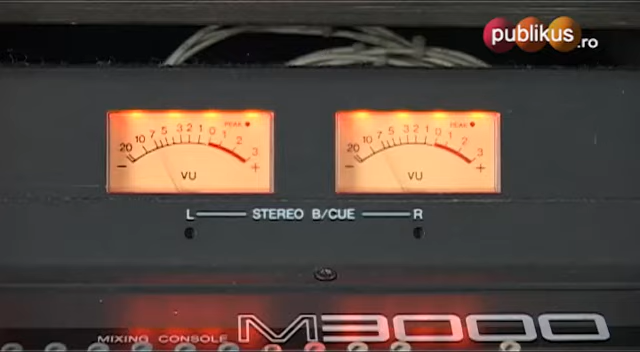 publikus.ro
PEAK
PEAK
20 10 7 5 3 2 1 0 1 2 3
20 10 7 5 3 2 1 0 1 2 3
- +
- +
VU
VU
L STEREO B/CUE R
MIXING CONSOLE M3000